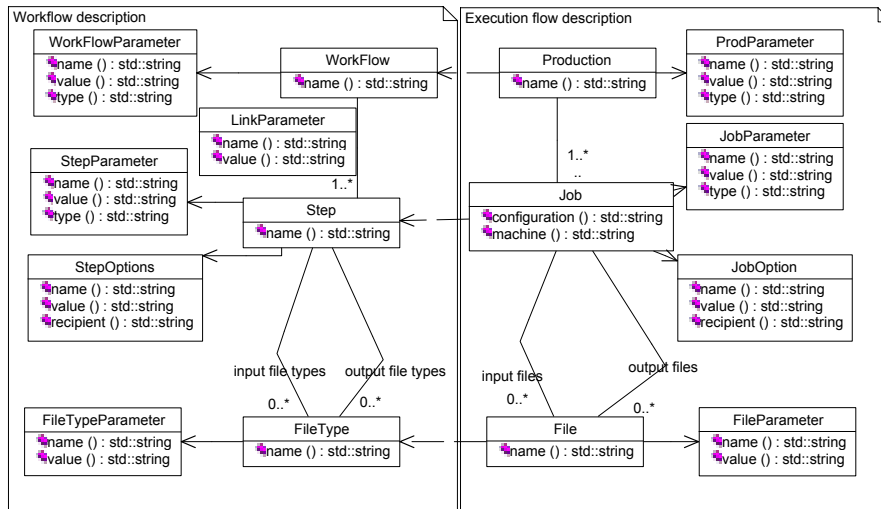 Workflow description
WorkFlowParameter
name () : std::string
value () : std::string
type () : std::string
WorkFlow
name () : std::string
LinkParameter
name () : std::string
value () : std::string
StepParameter
name () : std::string
value () : std::string
type () : std::string
1..*
Step
name () : std::string
StepOptions
name () : std::string
value () : std::string
recipient () : std::string
input file types
output file types
0..*
0..*
FileTypeParameter
name () : std::string
value () : std::string
FileType
name () : std::string
Execution flow description
Production
name () : std::string
ProdParameter
name () : std::string
value () : std::string
type () : std::string
1..*
..
JobParameter
name () : std::string
value () : std::string
type () : std::string
Job
configuration () : std::string
machine () : std::string
JobOption
name () : std::string
value () : std::string
recipient () : std::string
input files
output files
0..*
0..*
File
name () : std::string
FileParameter
name () : std::string
value () : std::string